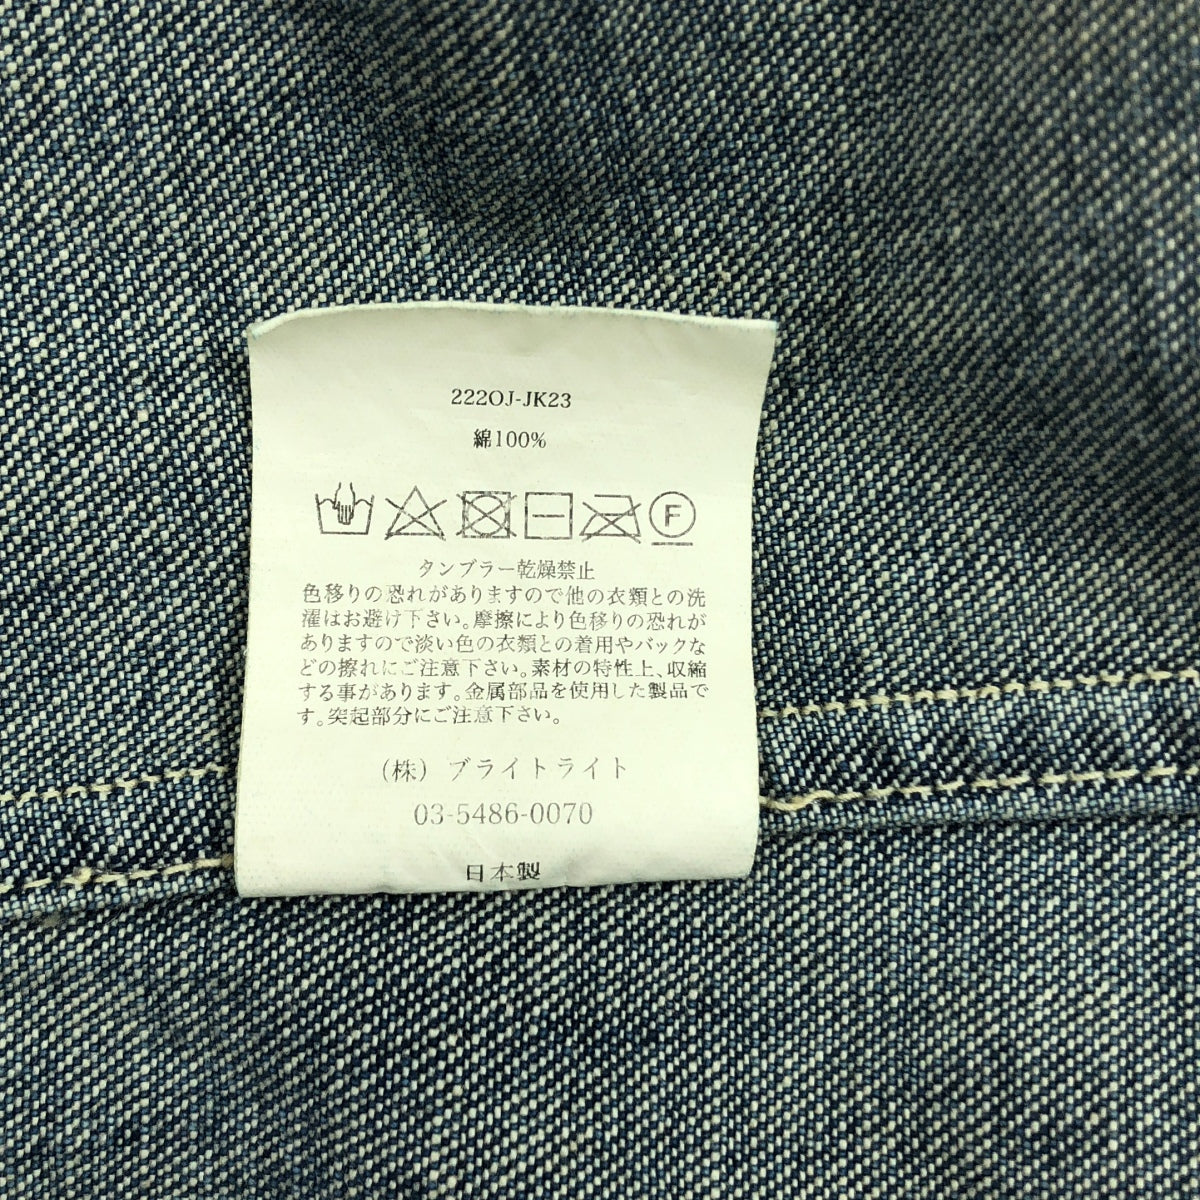 222OJ-JK23
綿100%
F
タンブラー乾燥禁止
色移りの恐れがありますので他の衣類との洗
濯はお避け下さい。摩擦により色移りの恐れが
ありますので淡い色の衣類との着用やバックな
どの擦れにご注意下さい。素材の特性上、収縮
する事があります。金属部品を使用した製品で
す。突起部分にご注意下さい。
(株) ブライトライト
03-5486-0070
日本製